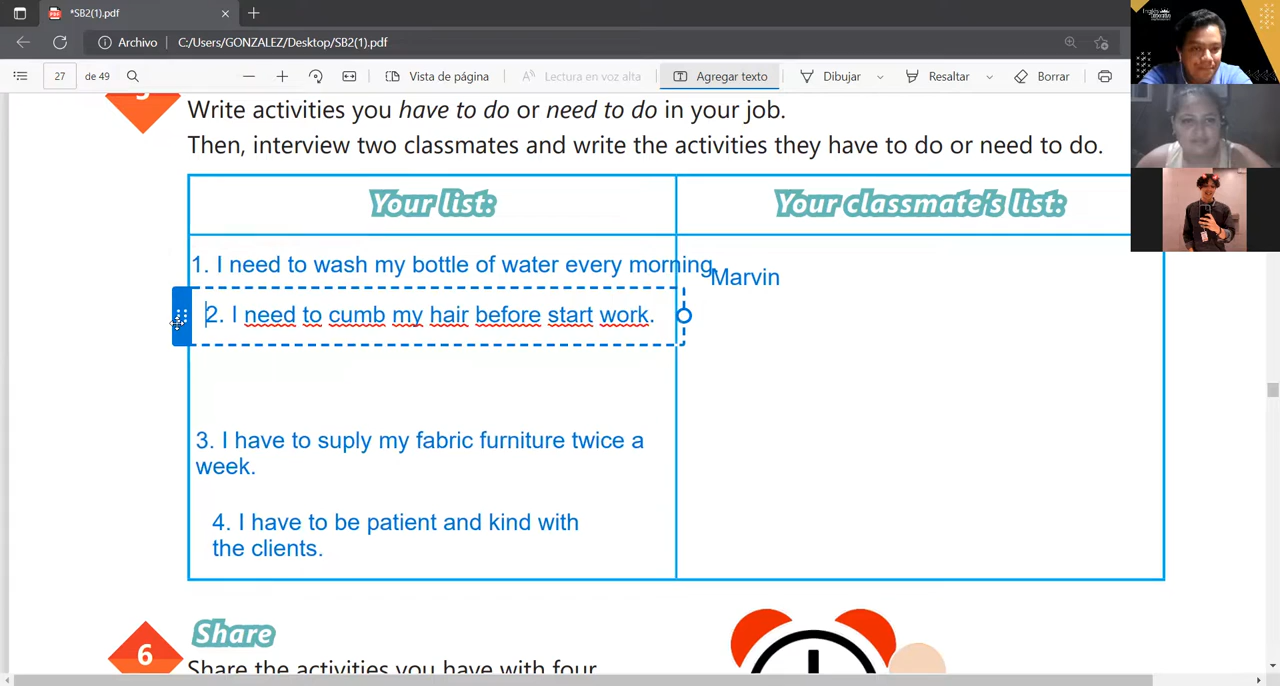 *SB2(1).pdf
Archivo C:/Users/GONZALEZ/Desktop/SB2(1).pdf
27 de 49 Vista de página Lectura en voz alta Agregar texto Dibujar Resaltar Borrar
Write activities you have to do or need to do in your job.
Then, interview two classmates and write the activities they have to do or need to do.
Your list: Your classmate's list:
1. I need to wash my bottle of water every morning.
Marvin
2. I need to cumb my hair before start work.
3. I have to suply my fabric furniture twice a
week.
4. I have to be patient and kind with
the clients.
6 Share
Share the activities you have with four